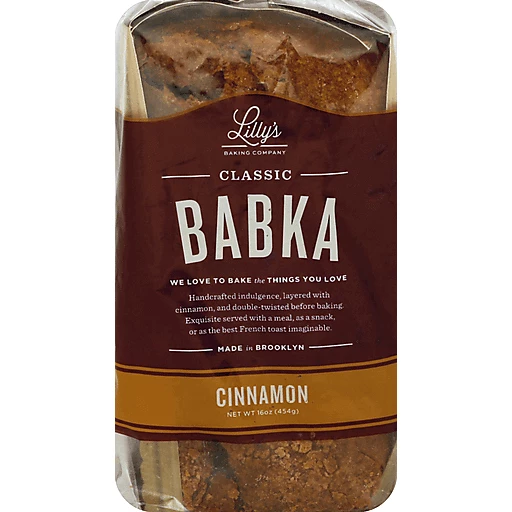 Lilly's
BAKING COMPANY
CLASSIC
BABKA
WE LOVE TO BAKE the THINGS YOU LOVE
Handcrafted indulgence, layered with
cinnamon, and double-twisted before baking.
Exquisite served with a meal, as a snack,
or as the best French toast imaginable.
MADE in BROOKLYN
CINNAMON
NET WT 16oz (454g)